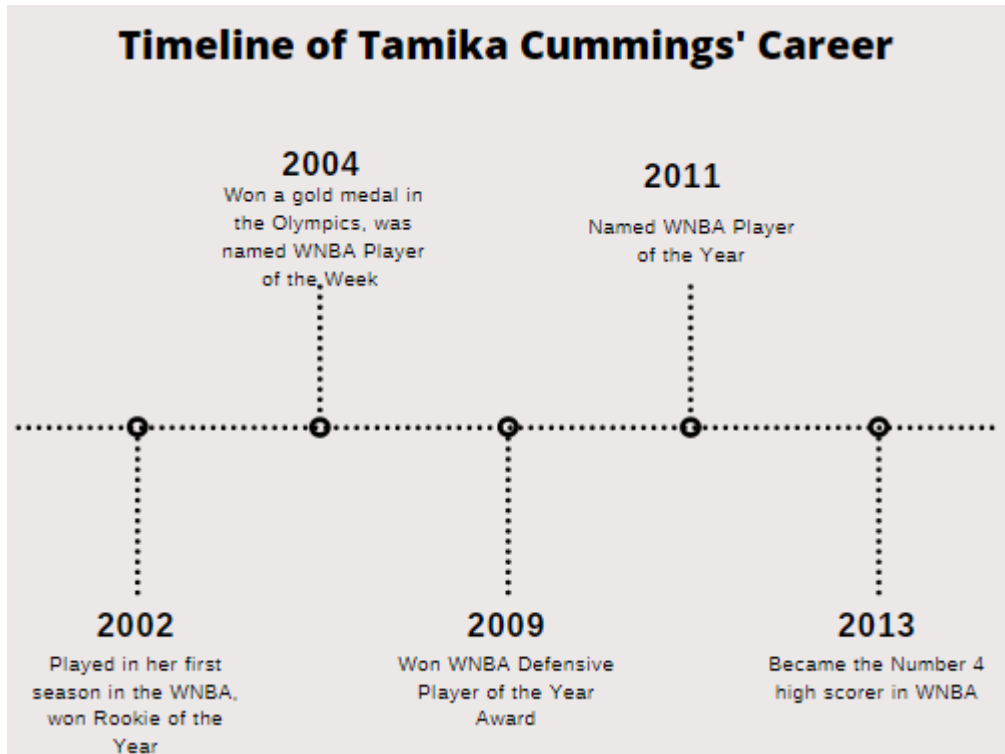 Timeline of Tamika Cummings' Career
2004
Won a gold medal in
the Olympics, was
named WNBA Player
of the Week
2011
Named WNBA Player
of the Year
2002
Played in her first
season in the WNBA,
won Rookie of the
Year
2009
Won WNBA Defensive
Player of the Year
Award
2013
Became the Number 4
high scorer in WNBA